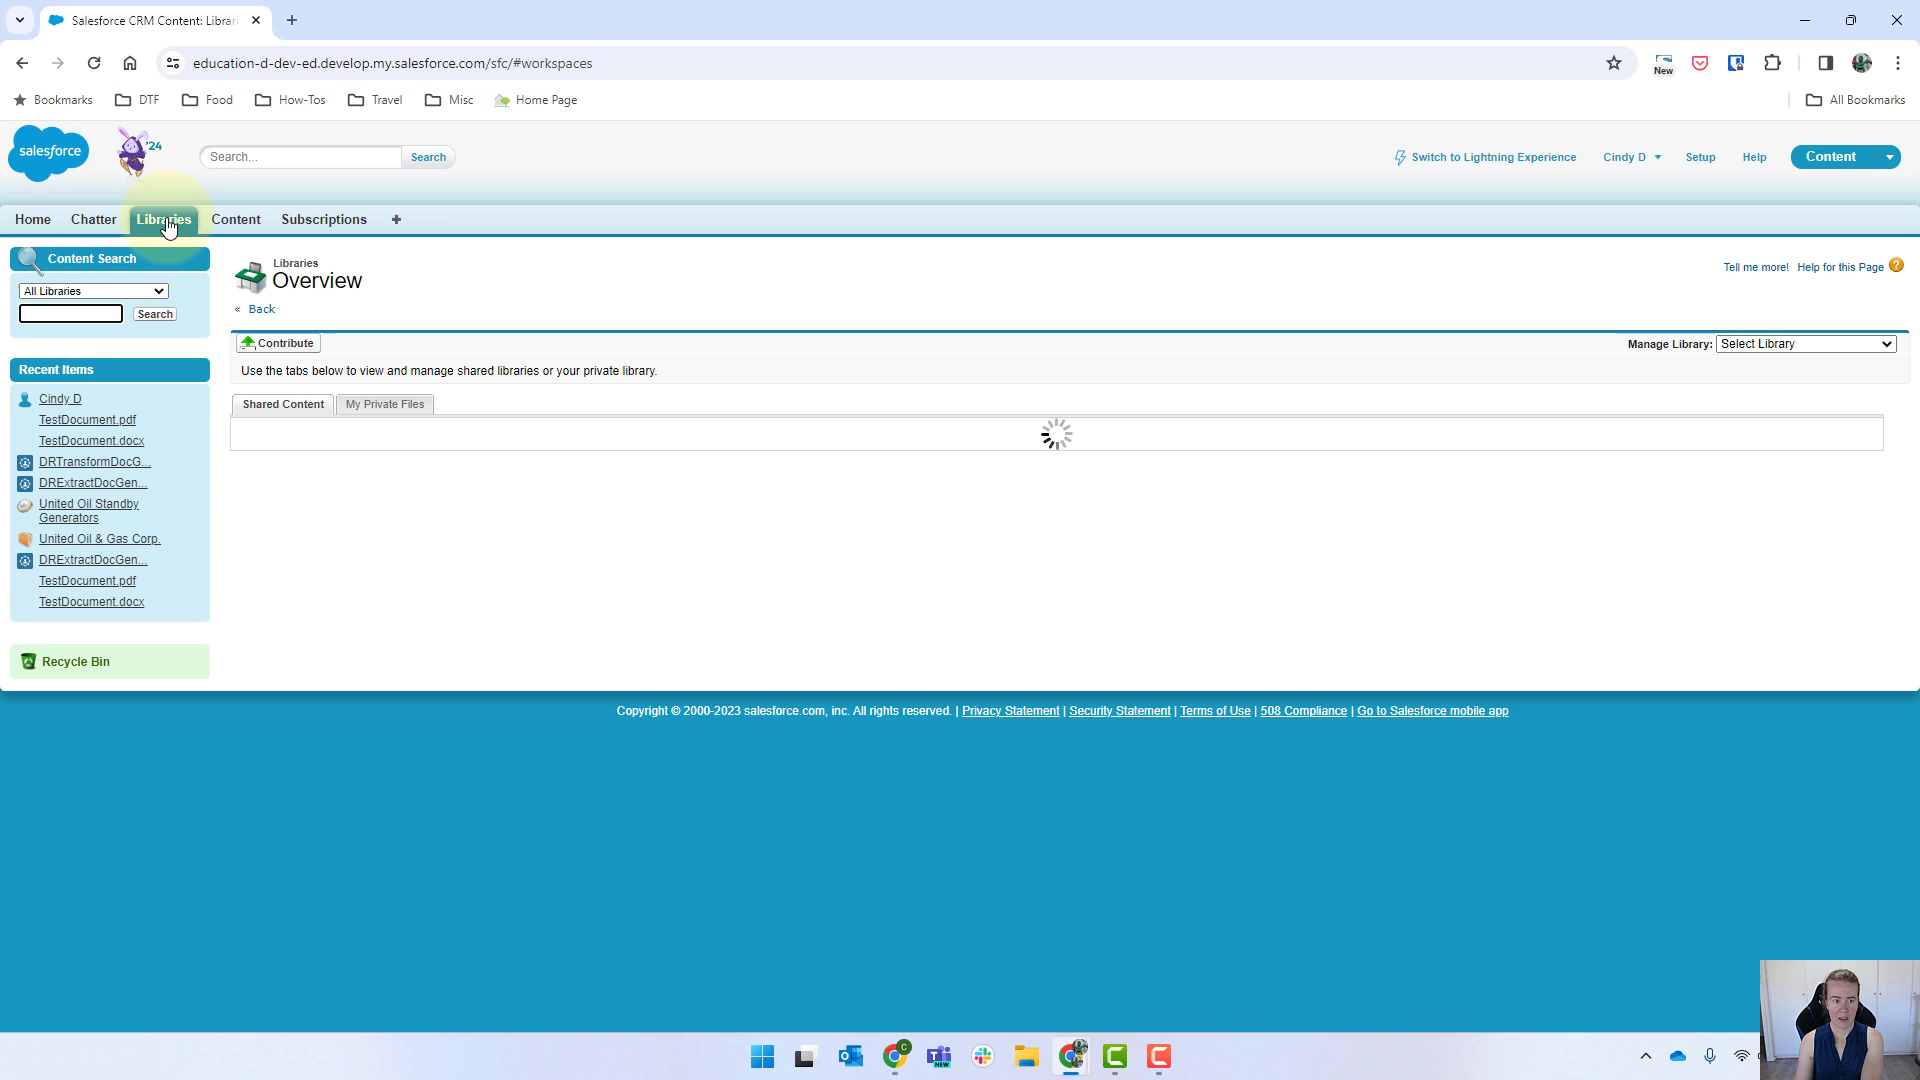 Salesforce CRM Content: Librari
education-d-dev-ed.develop.my.salesforce.com/sfc/#workspaces
New
Bookmarks
DTF
Food
How-Tos
Travel
Misc
Home Page
All Bookmarks
salesforce
'24
Search...
Search
Switch to Lightning Experience
Cindy D
Setup
Help
Content
Home
Chatter
Libraries
Content
Subscriptions
Content Search
All Libraries
Search
Recent Items
Cindy D
TestDocument.pdf
TestDocument.docx
DRTransformDocG...
DRExtractDocGen...
United Oil Standby
Generators
United Oil & Gas Corp.
DRExtractDocGen...
TestDocument.pdf
TestDocument.docx
Recycle Bin
Libraries
Overview
« Back
Tell me more!
Help for this Page
Contribute
Manage Library: Select Library
Use the tabs below to view and manage shared libraries or your private library.
Shared Content
My Private Files
Copyright © 2000-2023 salesforce.com, inc. All rights reserved. | Privacy Statement | Security Statement | Terms of Use | 508 Compliance | Go to Salesforce mobile app
C
NEW